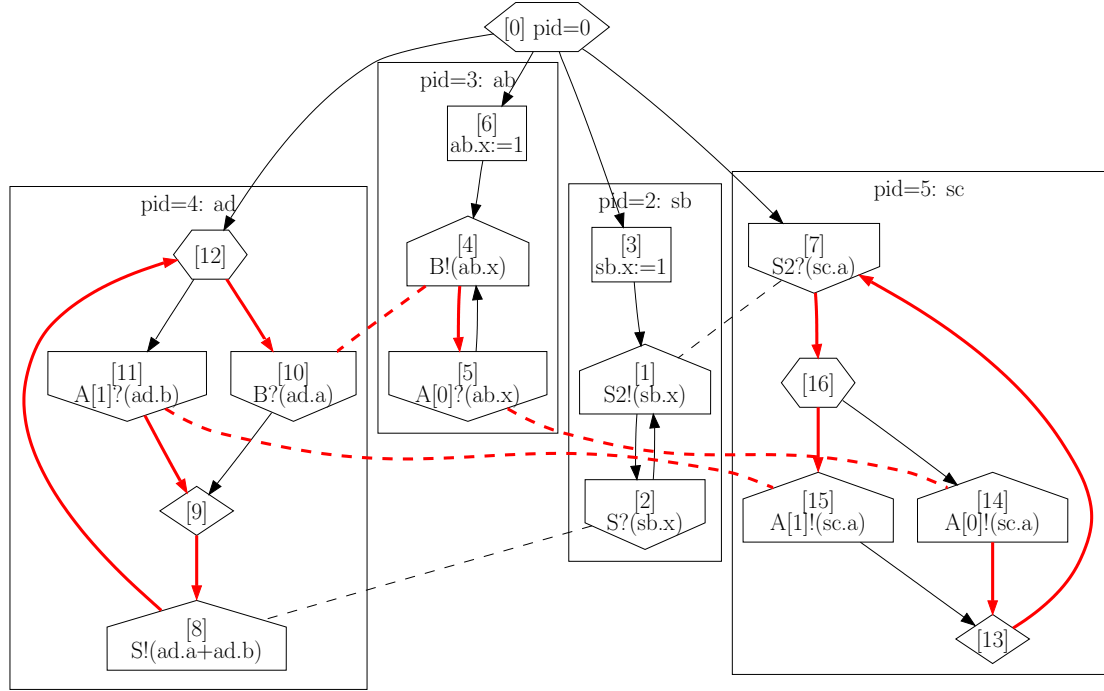 [0] pid=0
pid=3: ab
[6]
ab.x:=1
pid=5: sc
pid=4: ad
pid=2: sb
[12]
[4]
B!(ab.x)
[3]
sb.x:=1
[7]
S2?(sc.a)
[11]
A[1]?(ad.b)
[10]
B?(ad.a)
[5]
A[0]?(ab.x)
[1]
S2!(sb.x)
[16]
[9]
[2]
S?(sb.x)
[15]
A[1]!(sc.a)
[14]
A[0]!(sc.a)
[8]
S!(ad.a+ad.b)
[13]